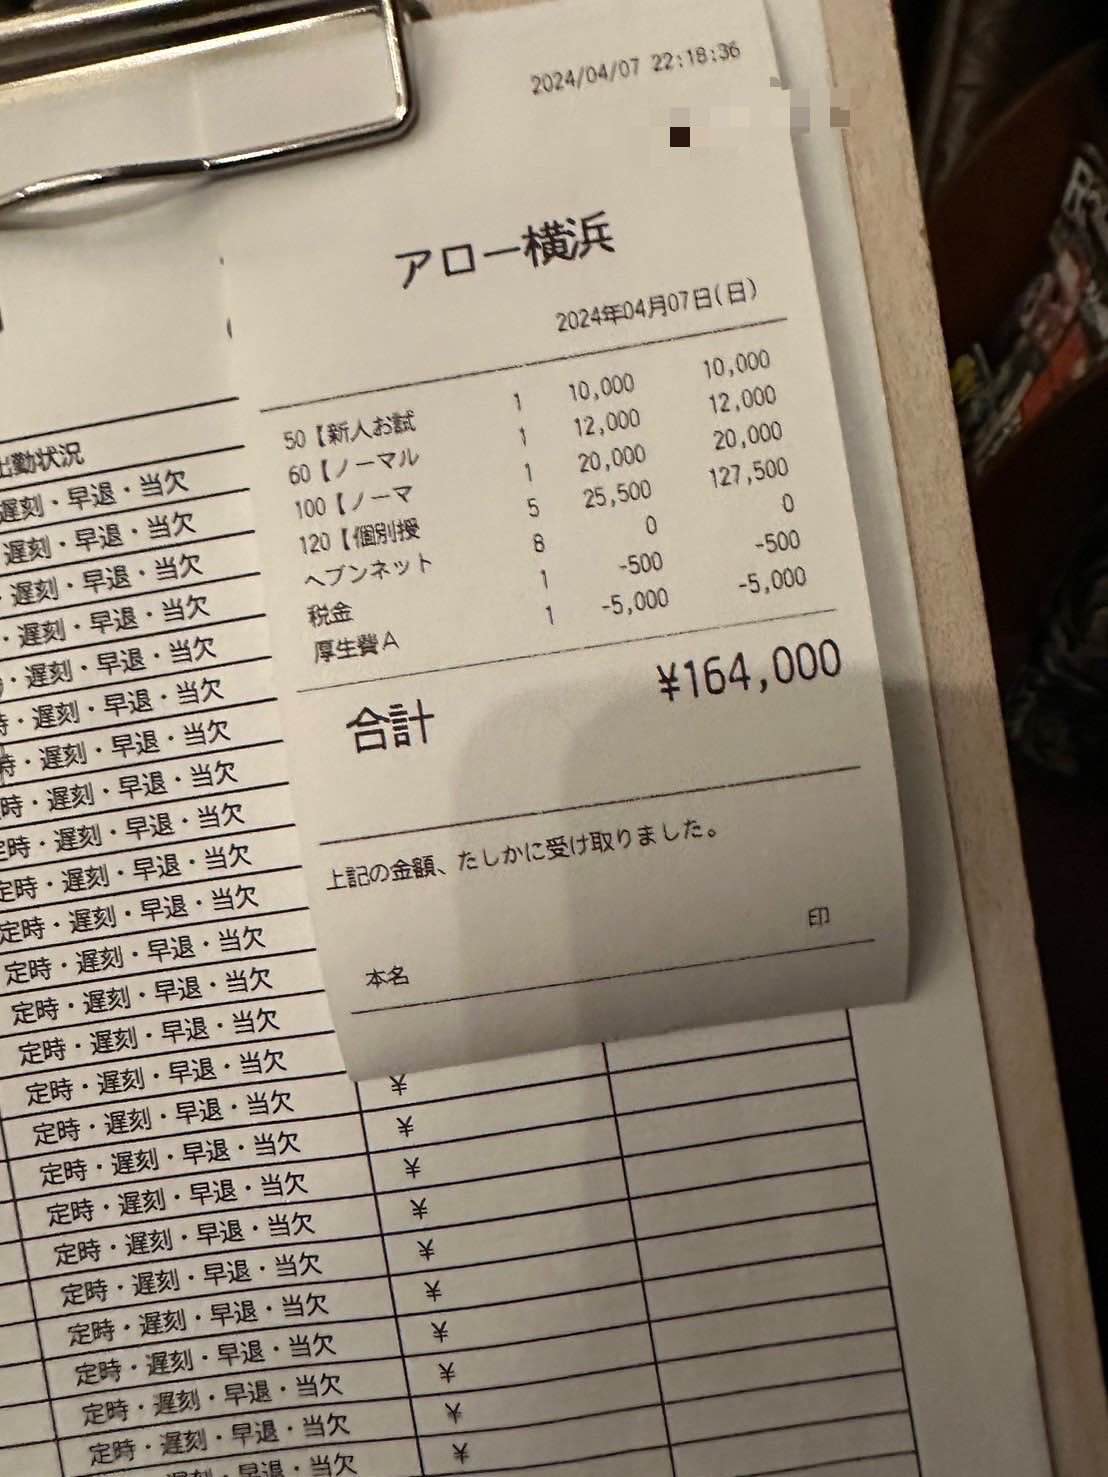 2024/04/07 22:18:36
アロー横浜
2024年04月07日(日)
50【新人お試 1 10,000 10,000
60【ノーマル 1 12,000 12,000
100【ノーマ 1 20,000 20,000
120【個別授 5 25,500 127,500
ヘブンネット 8 0 0
税金 1 -500 -500
厚生費A 1 -5,000 -5,000
合計 ¥164,000
上記の金額、たしかに受け取りました。
印
本名
出勤状況
遅刻・早退・当欠
遅刻・早退・当欠
・遅刻・早退・当欠
・遅刻・早退・当欠
・遅刻・早退・当欠
時・遅刻・早退・当欠
時・遅刻・早退・当欠
定時・遅刻・早退・当欠
定時・遅刻・早退・当欠
定時・遅刻・早退・当欠
定時・遅刻・早退・当欠
定時・遅刻・早退・当欠
定時・遅刻・早退・当欠
定時・遅刻・早退・当欠
定時・遅刻・早退・当欠 ¥
定時・遅刻・早退・当欠 ¥
定時・遅刻・早退・当欠 ¥
定時・遅刻・早退・当欠 ¥
定時・遅刻・早退・当欠 ¥
定時・遅刻・早退・当欠 ¥
定時・遅刻・早退・当欠 ¥
定時・遅刻・早退・当欠 ¥
定時・遅刻・早退・当欠 ¥
定時・遅刻・早退・当欠 ¥
遅刻・早退・当欠